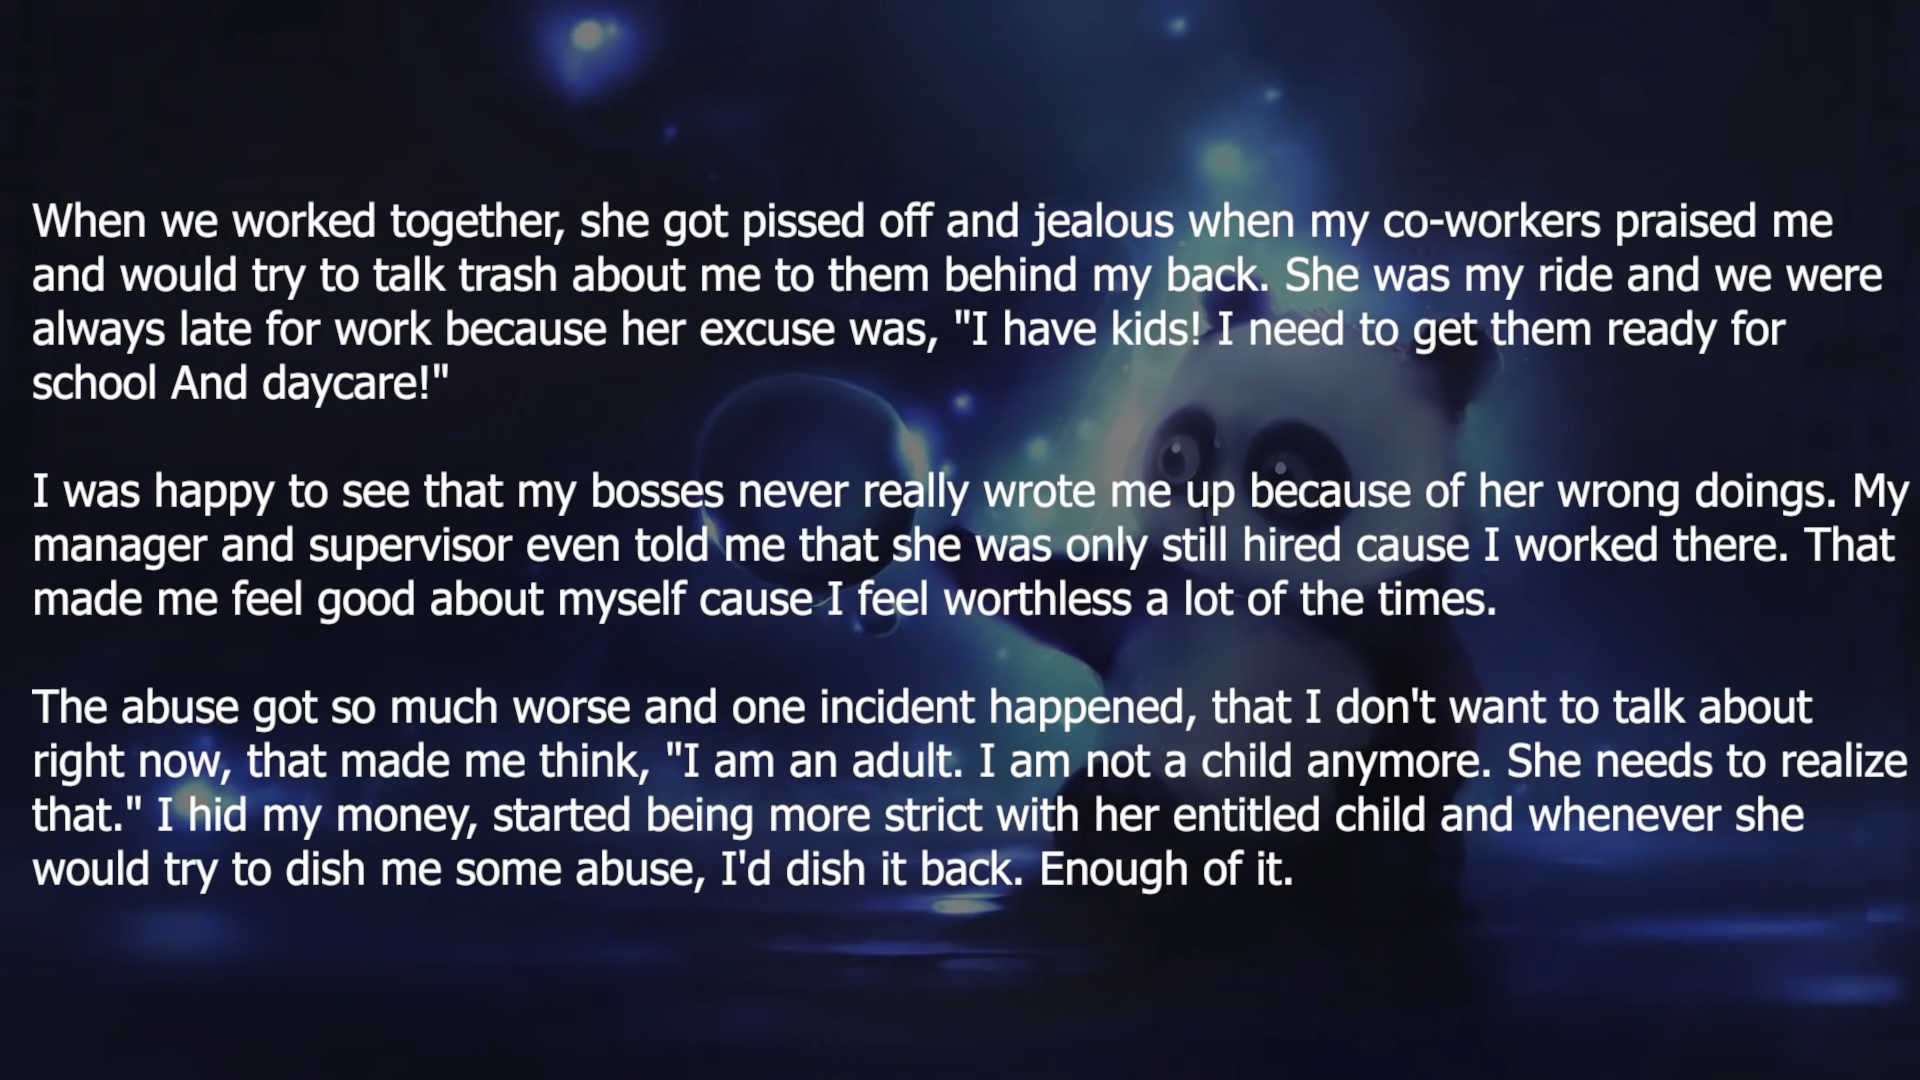 When we worked together, she got pissed off and jealous when my co-workers praised me
and would try to talk trash about me to them behind my back. She was my ride and we were
always late for work because her excuse was, "I have kids! I need to get them ready for
school And daycare!"
I was happy to see that my bosses never really wrote me up because of her wrong doings. My
manager and supervisor even told me that she was only still hired cause I worked there. That
made me feel good about myself cause I feel worthless a lot of the times.
The abuse got so much worse and one incident happened, that I don't want to talk about
right now, that made me think, "I am an adult. I am not a child anymore. She needs to realize
that." I hid my money, started being more strict with her entitled child and whenever she
would try to dish me some abuse, I'd dish it back. Enough of it.